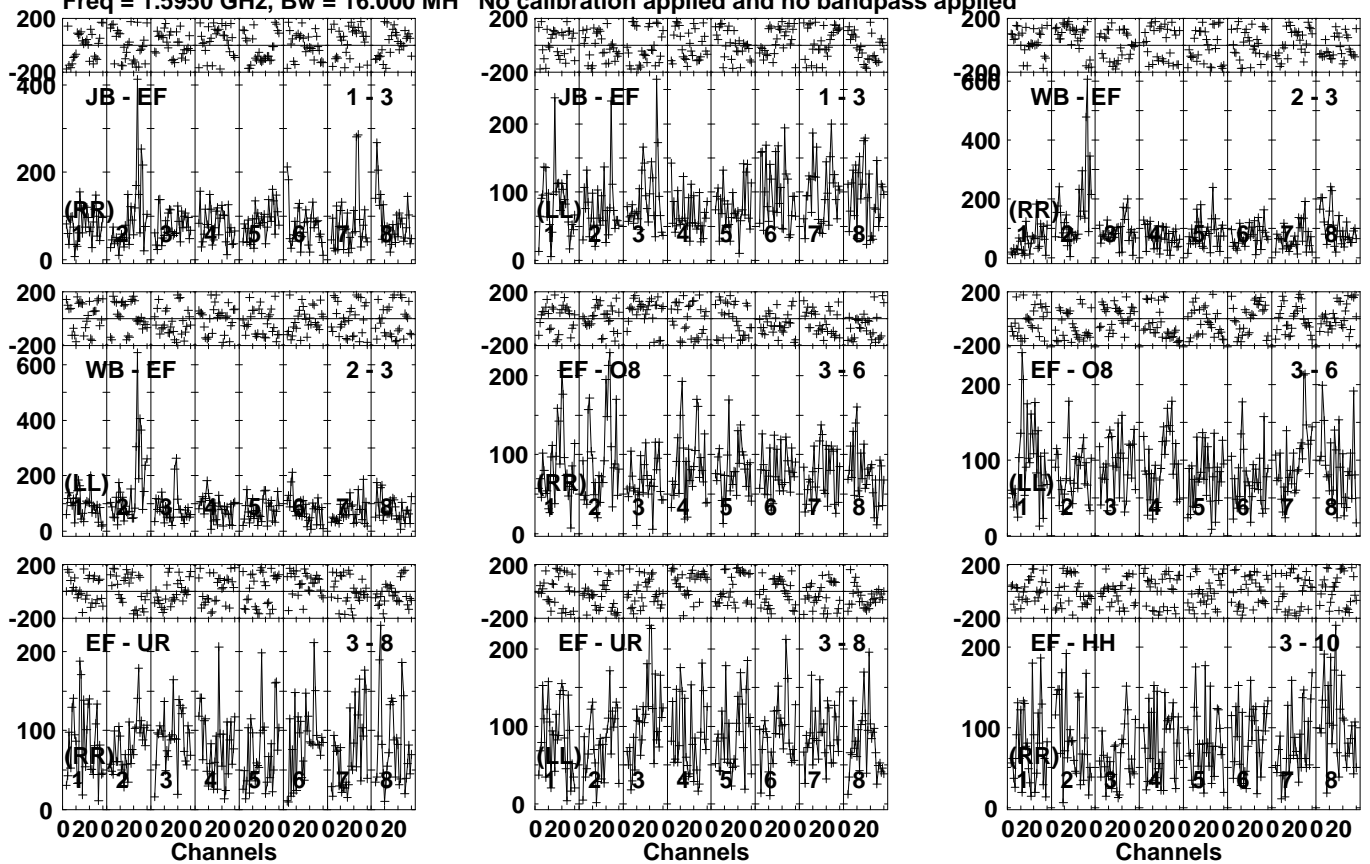 Freq = 1.5950 GHz, Bw = 16.000 MH No calibration applied and no bandpass applied
200 200 200
-200 -200 -200
400 JB - EF 1 - 3 JB - EF 1 - 3 600 WB - EF 2 - 3
200 200 400
100 200
(RR) (LL) (RR)
1 2 3 4 5 6 7 8 1 2 3 4 5 6 7 8 1 2 3 4 5 6 7 8
0 0 0
200 200 200
-200 -200 -200
600 WB - EF 2 - 3 200 EF - O8 3 - 6 200 EF - O8 3 - 6
400 100 100
200
(LL) (RR) (LL)
1 2 3 4 5 6 7 8 1 2 3 4 5 6 7 8 1 2 3 4 5 6 7 8
0 0 0
200 200 200
-200 -200 -200
200 EF - UR 3 - 8 200 EF - UR 3 - 8 200 EF - HH 3 - 10
100 100 100
(RR) (LL) (RR)
1 2 3 4 5 6 7 8 1 2 3 4 5 6 7 8 1 2 3 4 5 6 7 8
0 0 0
0 20 0 20 0 20 0 20 0 20 0 20 0 20 0 20 0 20 0 20 0 20 0 20 0 20 0 20 0 20 0 20 0 20 0 20 0 20 0 20 0 20 0 20 0 20 0 20
Channels Channels Channels